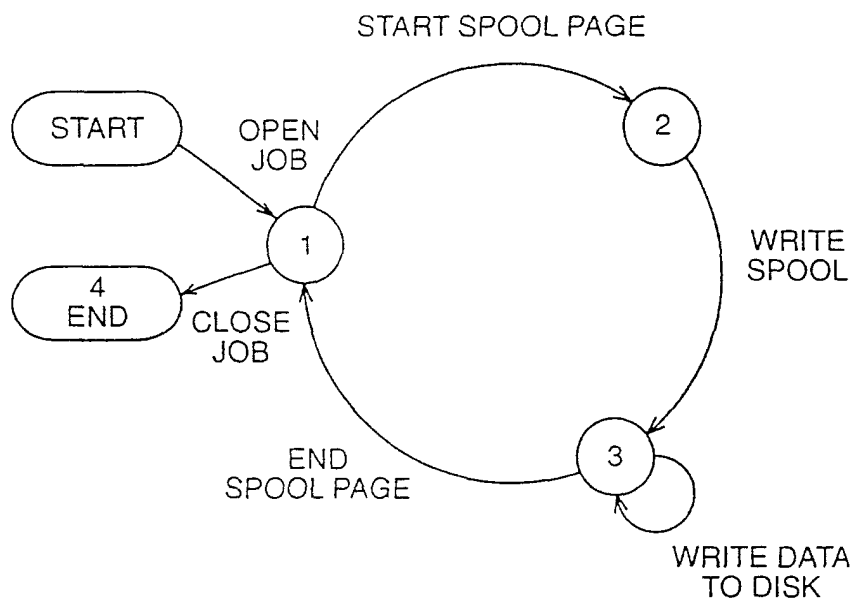 START SPOOL PAGE
START
OPEN
JOB
2
1
WRITE
SPOOL
4
END
CLOSE
JOB
END
SPOOL PAGE
3
WRITE DATA
TO DISK